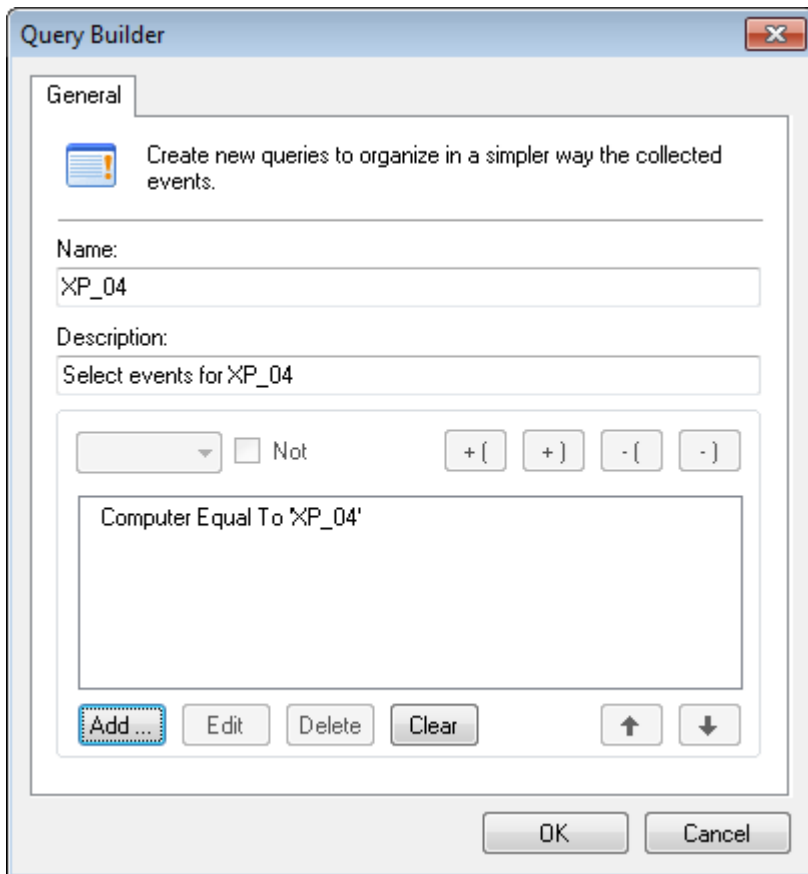 Query Builder
General
Create new queries to organize in a simpler way the collected
events.
Name:
XP_04
Description:
Select events for XP_04
Not
+ (
+ )
- (
- )
Computer Equal To 'XP_04'
Add ...
Edit
Delete
Clear
OK
Cancel